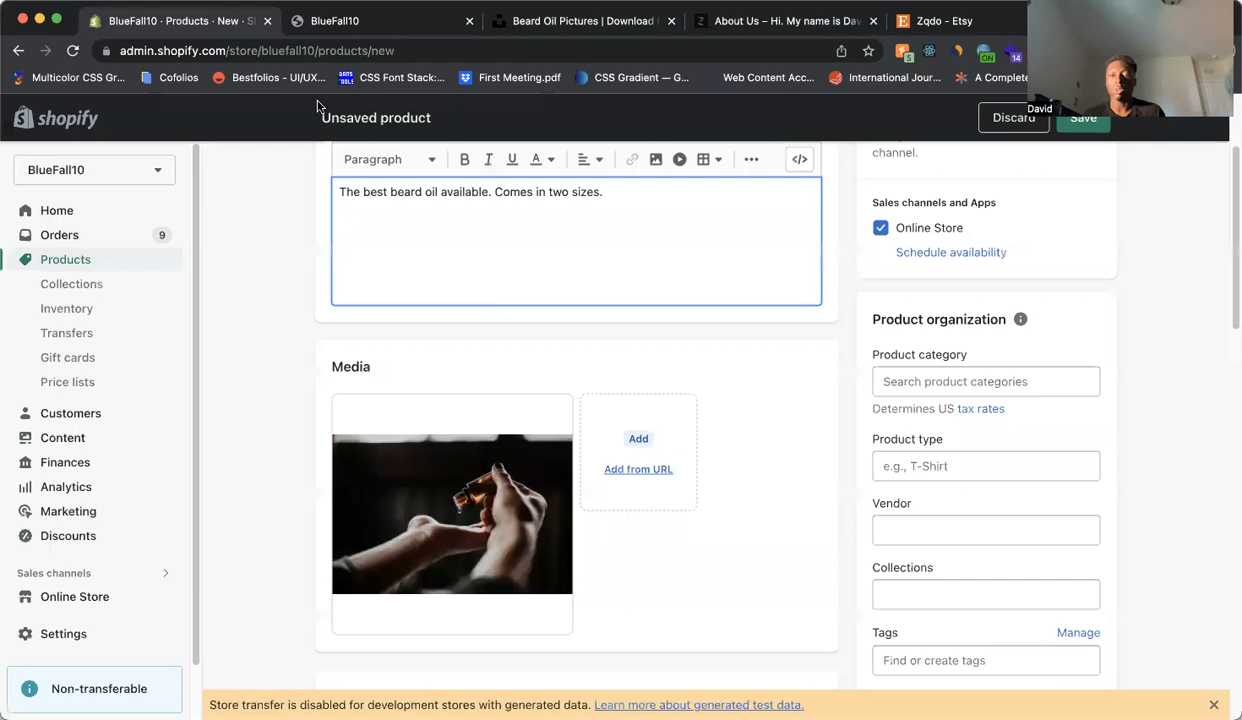 BlueFall10 · Products · New · S
BlueFall10
Beard Oil Pictures | Download
About Us – Hi. My name is Da
Zqdo - Etsy
admin.shopify.com/store/bluefall10/products/new
5
ON
14
Multicolor CSS Gr...
Cofolios
Bestfolios - UI/UX...
CSS Font Stack:...
First Meeting.pdf
CSS Gradient — G...
Web Content Acc...
International Jour...
A Complete
David
shopify
Unsaved product
Discard
Save
BlueFall10
Home
Orders
9
Products
Collections
Inventory
Transfers
Gift cards
Price lists
Customers
Content
Finances
Analytics
Marketing
Discounts
Sales channels
Online Store
Settings
Non-transferable
Paragraph
B I U A
</>
The best beard oil available. Comes in two sizes.
Media
Add
Add from URL
channel.
Sales channels and Apps
Online Store
Schedule availability
Product organization
Product category
Search product categories
Determines US tax rates
Product type
e.g., T-Shirt
Vendor
Collections
Tags
Manage
Find or create tags
Store transfer is disabled for development stores with generated data. Learn more about generated test data.